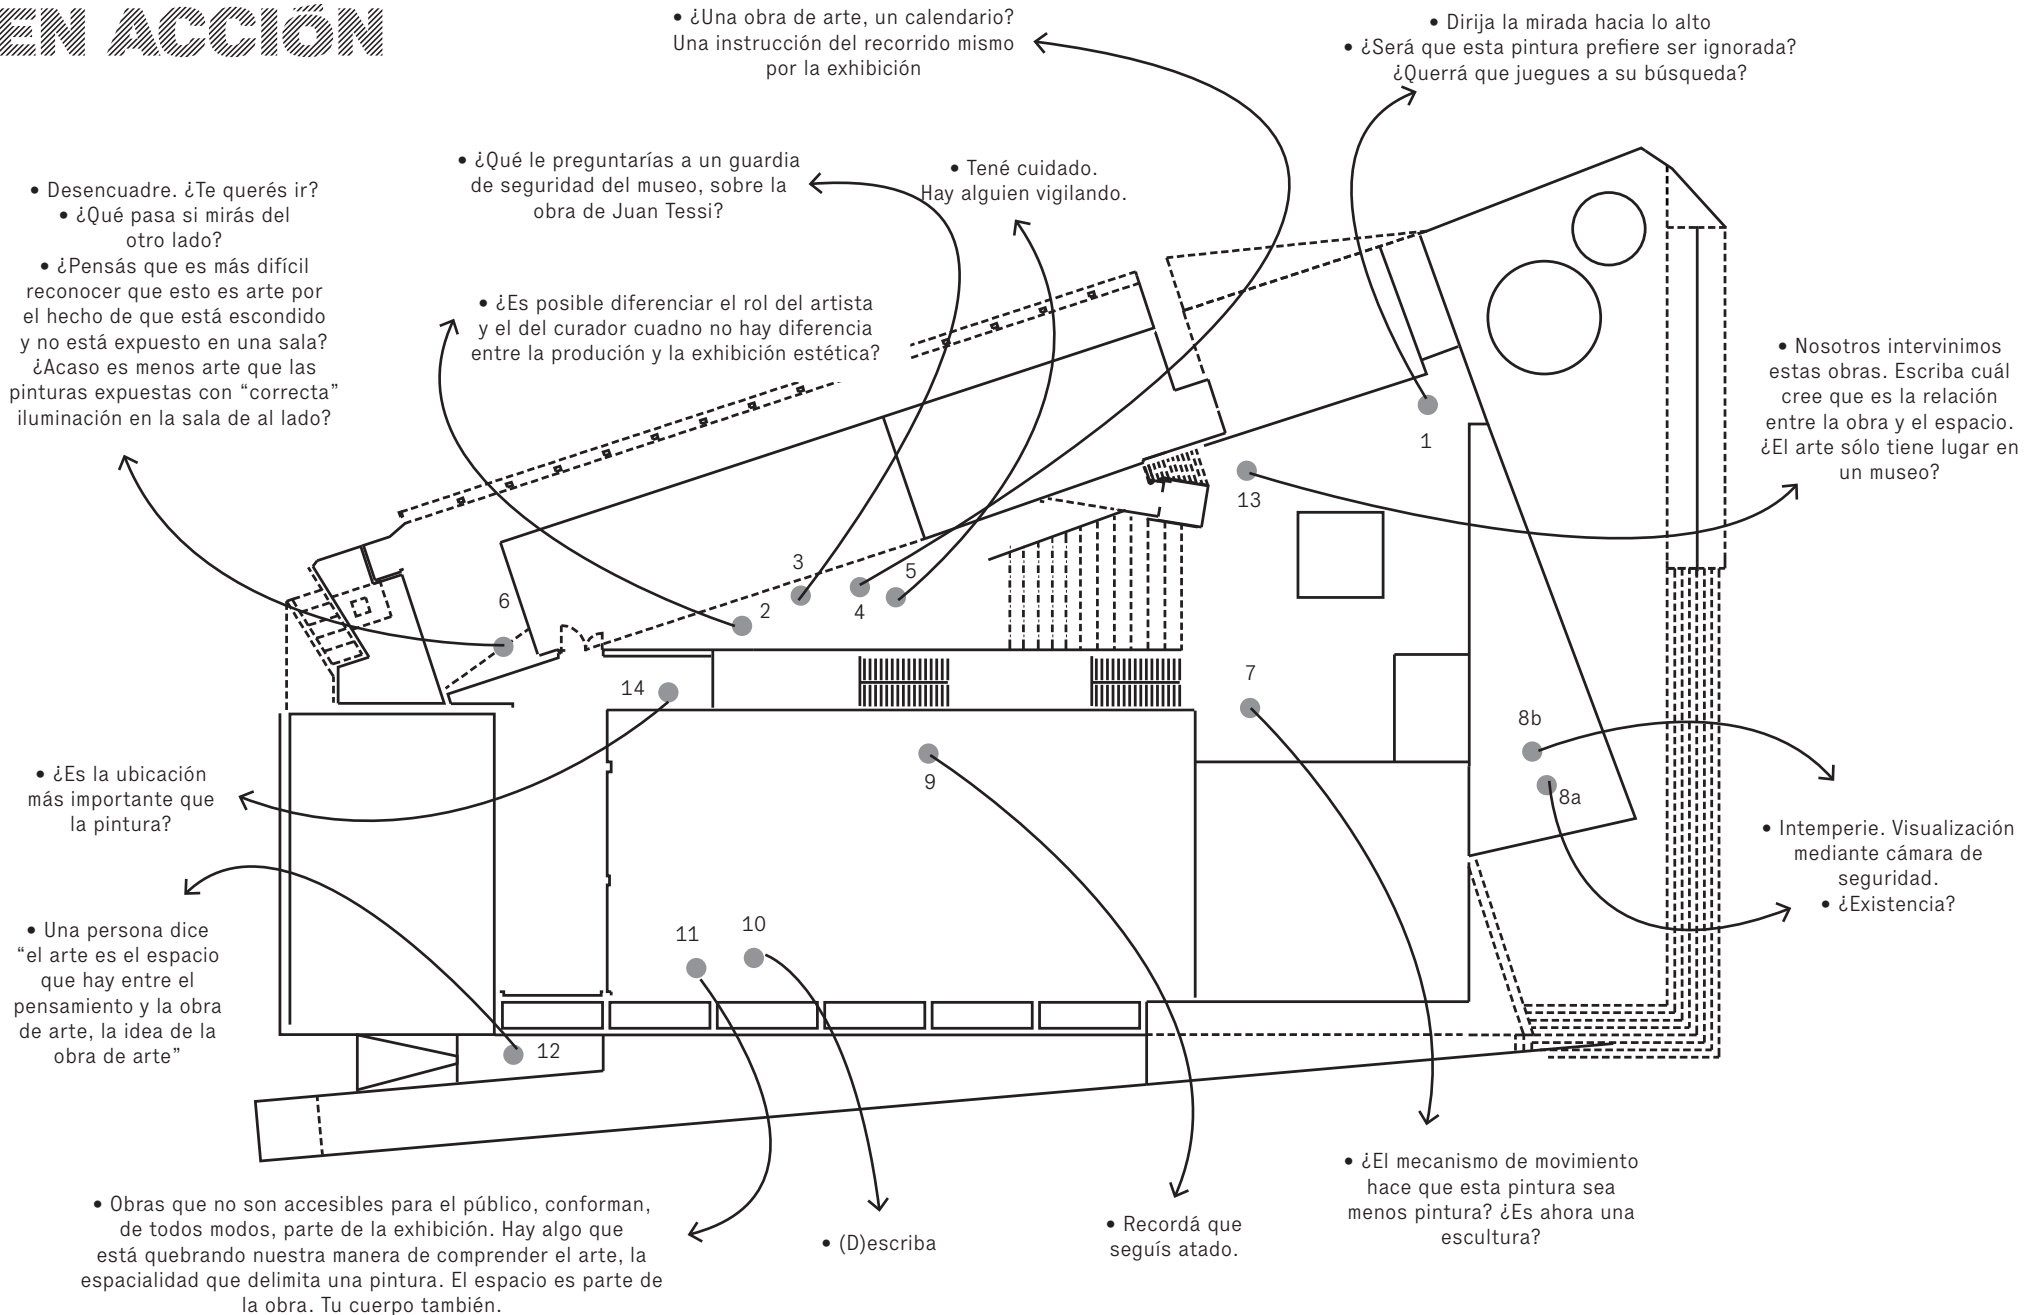 EN ACCIÓN
• ¿Una obra de arte, un calendario?
Una instrucción del recorrido mismo
por la exhibición
• Dirija la mirada hacia lo alto
• ¿Será que esta pintura prefiere ser ignorada?
¿Querrá que juegues a su búsqueda?
• Desencuadre. ¿Te querés ir?
• ¿Qué pasa si mirás del
otro lado?
• ¿Pensás que es más difícil
reconocer que esto es arte por
el hecho de que está escondido
y no está expuesto en una sala?
¿Acaso es menos arte que las
pinturas expuestas con “correcta”
iluminación en la sala de al lado?
• ¿Qué le preguntarías a un guardia
de seguridad del museo, sobre la
obra de Juan Tessi?
• Tené cuidado.
Hay alguien vigilando.
• ¿Es posible diferenciar el rol del artista
y el del curador cuadno no hay diferencia
entre la produción y la exhibición estética?
• Nosotros intervinimos
estas obras. Escriba cuál
cree que es la relación
entre la obra y el espacio.
¿El arte sólo tiene lugar en
un museo?
1
13
3
5
6
2
4
14
7
8b
9
8a
• ¿Es la ubicación
más importante que
la pintura?
• Intemperie. Visualización
mediante cámara de
seguridad.
• ¿Existencia?
• Una persona dice
“el arte es el espacio
que hay entre el
pensamiento y la obra
de arte, la idea de la
obra de arte”
11
10
12
• Obras que no son accesibles para el público, conforman,
de todos modos, parte de la exhibición. Hay algo que
está quebrando nuestra manera de comprender el arte, la
espacialidad que delimita una pintura. El espacio es parte de
la obra. Tu cuerpo también.
• (D)escriba
• Recordá que
seguís atado.
• ¿El mecanismo de movimiento
hace que esta pintura sea
menos pintura? ¿Es ahora una
escultura?